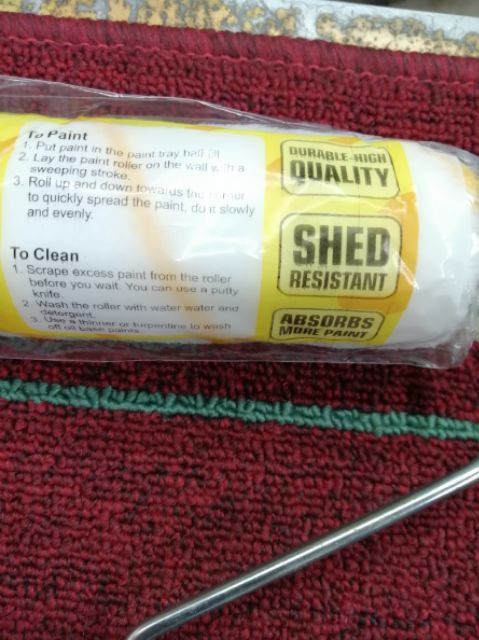 To Paint
1. Put paint in the paint tray half fill.
2. Lay the paint roller on the wall with a
sweeping stroke.
3. Roll up and down towards the
to quickly spread the paint, do it slowly
and evenly.
To Clean
1. Scrape excess paint from the roller
before you wait. You can use a putty
knife.
2. Wash the roller with water water and
detergent.
3. Use a thinner or turpentine to wash
off oil base paints.
DURABLE-HIGH
QUALITY
SHED
RESISTANT
ABSORBS
MORE PAINT